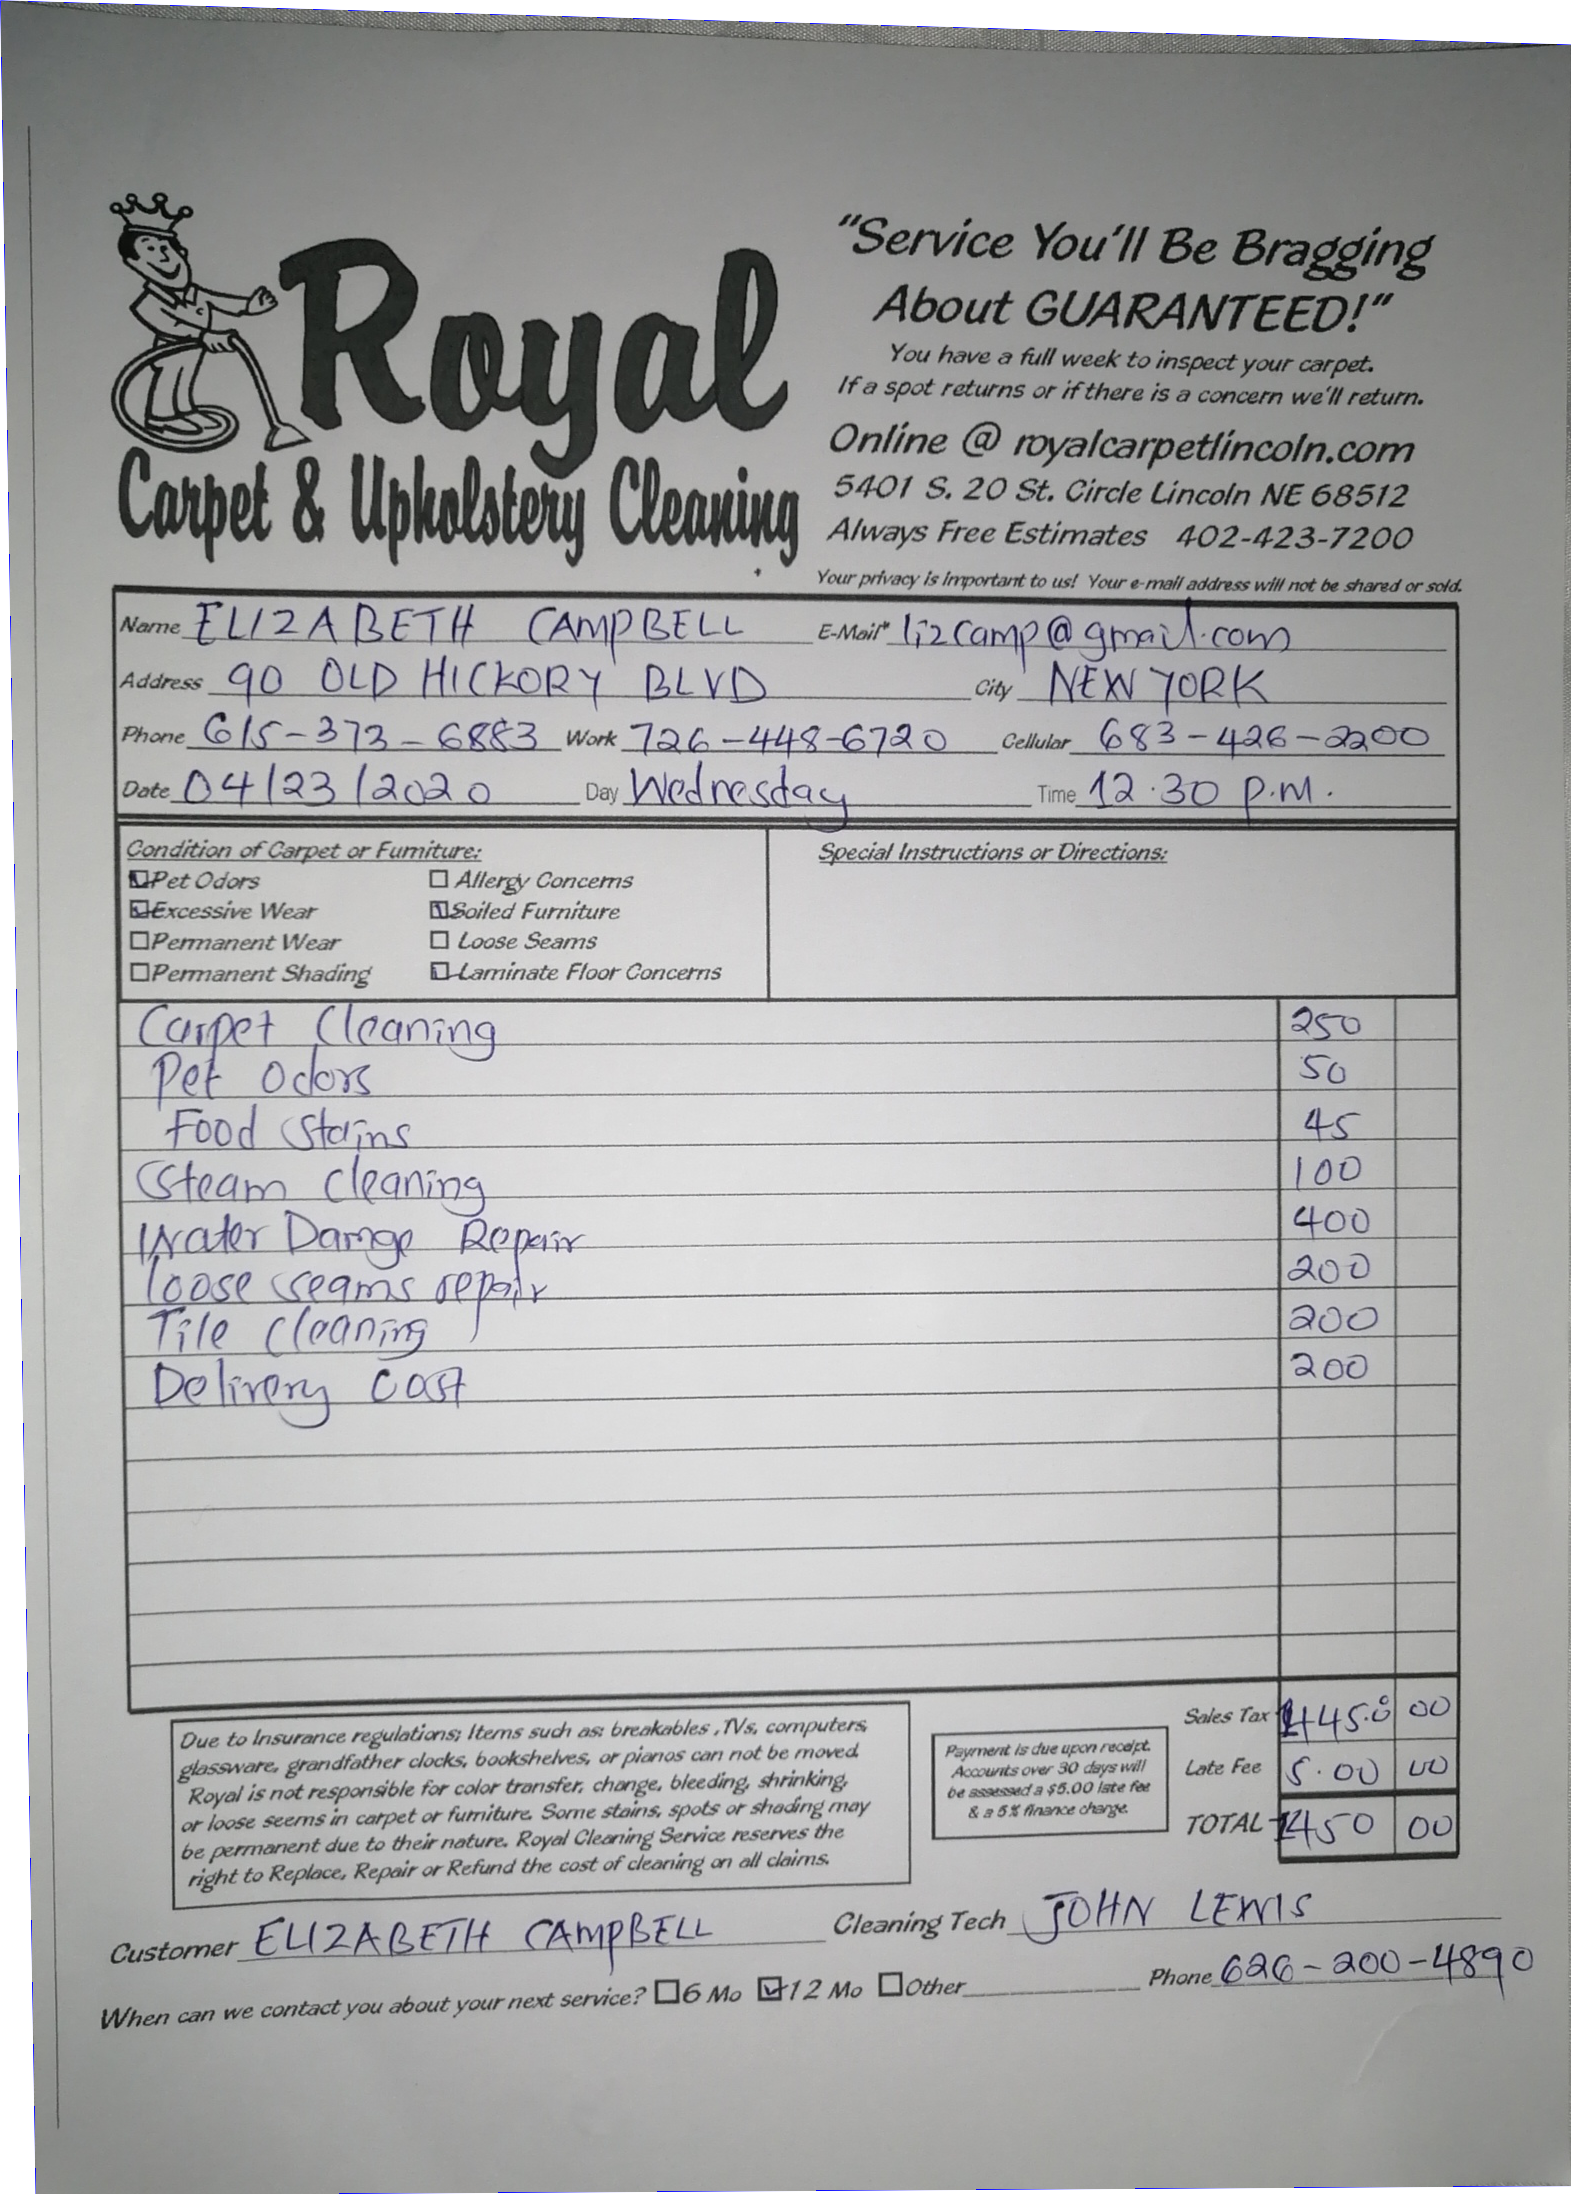 Royal
Carpet & Upholstery Cleaning
"Service You'll Be Bragging
About GUARANTEED!"
You have a full week to inspect your carpet.
If a spot returns or if there is a concern we'll return.
Online @ royalcarpetlincoln.com
5401 S. 20 St. Circle Lincoln NE 68512
Always Free Estimates 402-423-7200
Your privacy is important to us! Your e-mail address will not be shared or sold.
Name ELIZABETH CAMPBELL E-Mail* lizcamp@gmail.com
Address 90 OLD HICKORY BLVD City NEW YORK
Phone 615-373-6883 Work 726-448-6720 Cellular 683-426-2200
Date 04/23/2020 Day Wednesday Time 12.30 P.M.
Condition of Carpet or Furniture: Special Instructions or Directions:
Pet Odors Allergy Concerns
Excessive Wear Soiled Furniture
Permanent Wear Loose Seams
Permanent Shading Laminate Floor Concerns
Carpet Cleaning 250
Pet Odors 50
Food Stains 45
Steam Cleaning 100
Water Damge Repair 400
loose seams repair 200
Tile Cleaning 200
Delivery Cost 200
Due to Insurance regulations; Items such as: breakables ,TVs, computers,
glassware, grandfather clocks, bookshelves, or pianos can not be moved.
Royal is not responsible for color transfer, change, bleeding, shrinking,
or loose seems in carpet or furniture. Some stains, spots or shading may
be permanent due to their nature. Royal Cleaning Service reserves the
right to Replace, Repair or Refund the cost of cleaning on all claims.
Payment is due upon receipt.
Accounts over 30 days will
be assessed a $5.00 late fee
& a 5% finance charge.
Sales Tax 1445.0 00
Late Fee 5.00 00
TOTAL 1450 00
Customer ELIZABETH CAMPBELL Cleaning Tech JOHN LEWIS
When can we contact you about your next service? 6 Mo 12 Mo Other Phone 626-200-4890